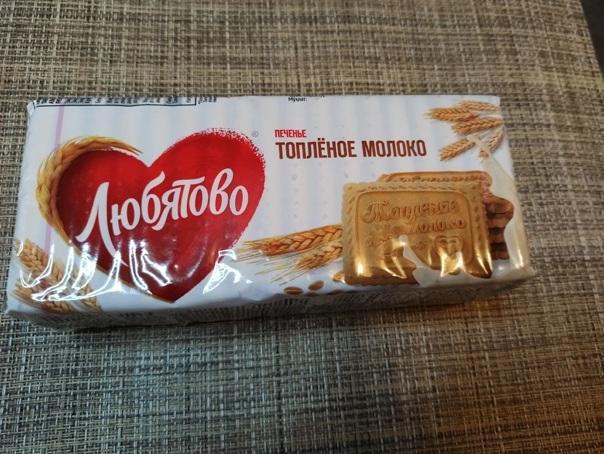 ПЕЧЕНЬЕ
ТОПЛЁНОЕ МОЛОКО
Любятово
®
Топленое
молоко